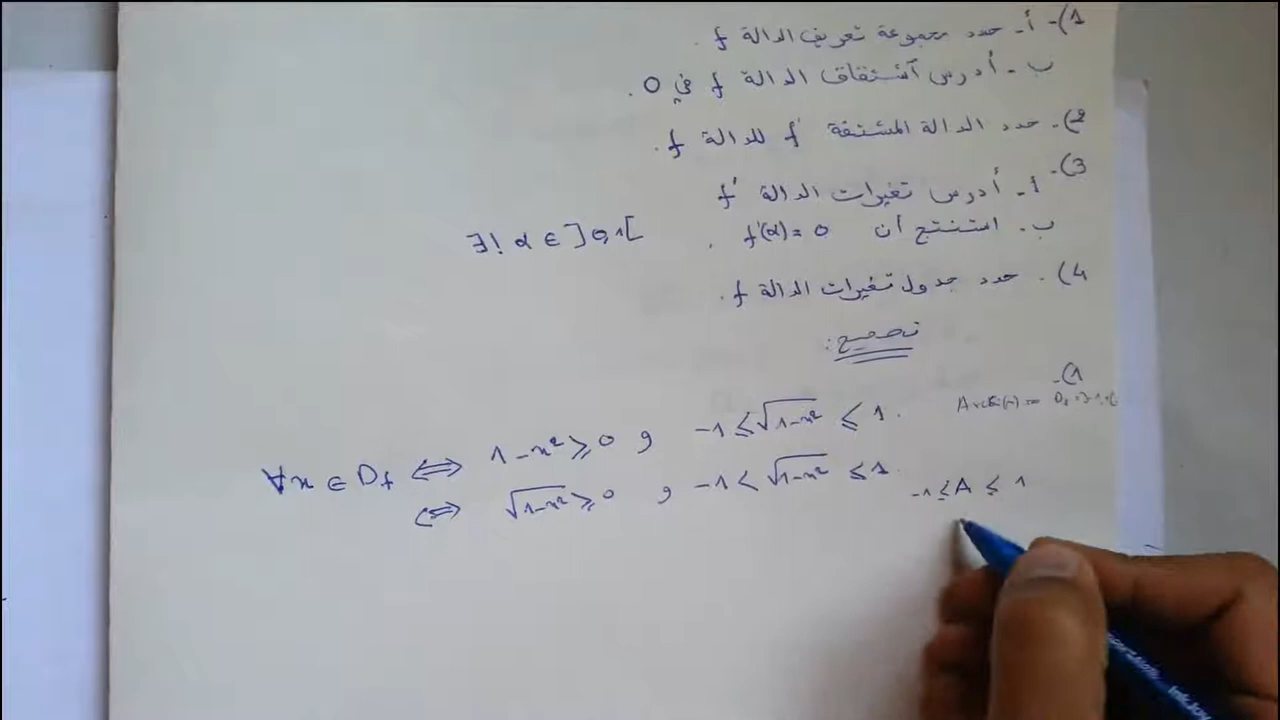 1)- أ- حدد مجموعة تعريف الدالة f .
ب- أدرس آشتقاق الدالة f في 0 .
2)- حدد الدالة المشتقة f' للدالة f .
3)-
أ- أدرس تغيرات الدالة f'
ب. استنتج أن f'(α) = 0 . ∃! α ∈ ]0,1[
4). حدد جدول تغيرات الدالة f .
تصحيح :
1)-
∀x ∈ Df ⇔ 1-x² ⩾ 0 , -1 ≤ √1-x² ≤ 1 .
⇔ √1-x² ⩾ 0 , -1 < √1-x² ≤ 1 .
-1 ≤ A ≤ 1